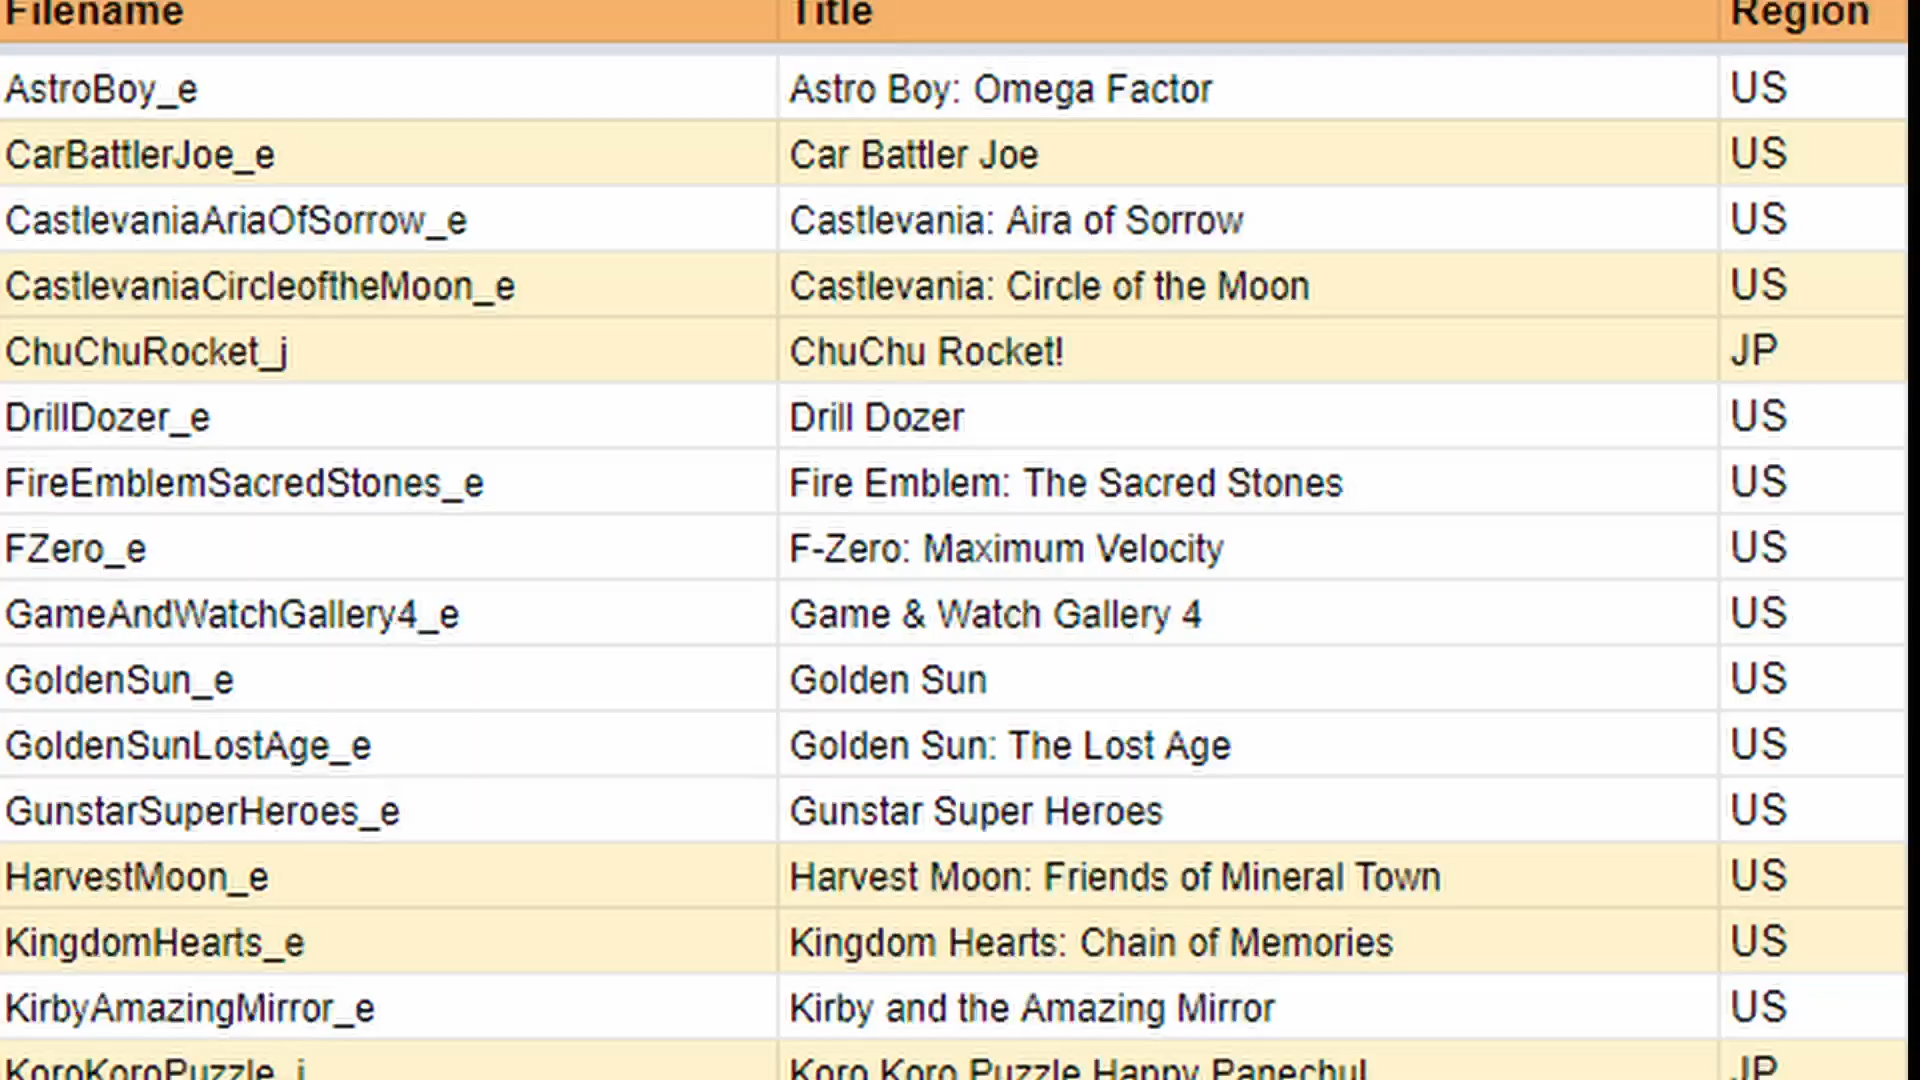 Filename Title Region
AstroBoy_e Astro Boy: Omega Factor US
CarBattlerJoe_e Car Battler Joe US
CastlevaniaAriaOfSorrow_e Castlevania: Aira of Sorrow US
CastlevaniaCircleoftheMoon_e Castlevania: Circle of the Moon US
ChuChuRocket_j ChuChu Rocket! JP
DrillDozer_e Drill Dozer US
FireEmblemSacredStones_e Fire Emblem: The Sacred Stones US
FZero_e F-Zero: Maximum Velocity US
GameAndWatchGallery4_e Game & Watch Gallery 4 US
GoldenSun_e Golden Sun US
GoldenSunLostAge_e Golden Sun: The Lost Age US
GunstarSuperHeroes_e Gunstar Super Heroes US
HarvestMoon_e Harvest Moon: Friends of Mineral Town US
KingdomHearts_e Kingdom Hearts: Chain of Memories US
KirbyAmazingMirror_e Kirby and the Amazing Mirror US
KoroKoroPuzzle_j Koro Koro Puzzle Happy Panechu! JP